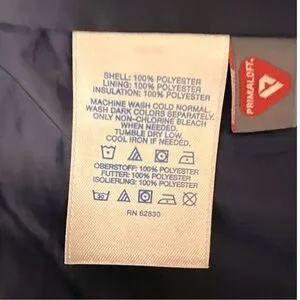 SHELL: 100% POLYESTER
LINING: 100% POLYESTER
INSULATION: 100% POLYESTER
MACHINE WASH COLD NORMAL.
WASH DARK COLORS SEPARATELY.
ONLY NON-CHLORINE BLEACH
WHEN NEEDED.
TUMBLE DRY LOW.
COOL IRON IF NEEDED.
OBERSTOFF: 100% POLYESTER
FUTTER: 100% POLYESTER
ISOLIERUNG: 100% POLYESTER
RN 62830
PRIMALOFT.